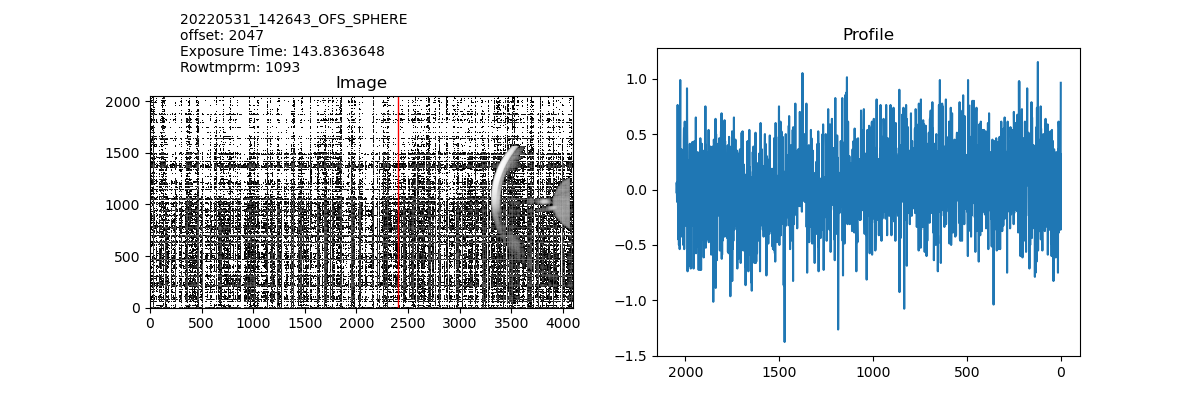 20220531_142643_OFS_SPHERE
offset: 2047
Exposure Time: 143.8363648
Rowtmprm: 1093
Image
2000
1500
1000
500
0
0 500 1000 1500 2000 2500 3000 3500 4000
Profile
1.0
0.5
0.0
−0.5
−1.0
−1.5
2000 1500 1000 500 0